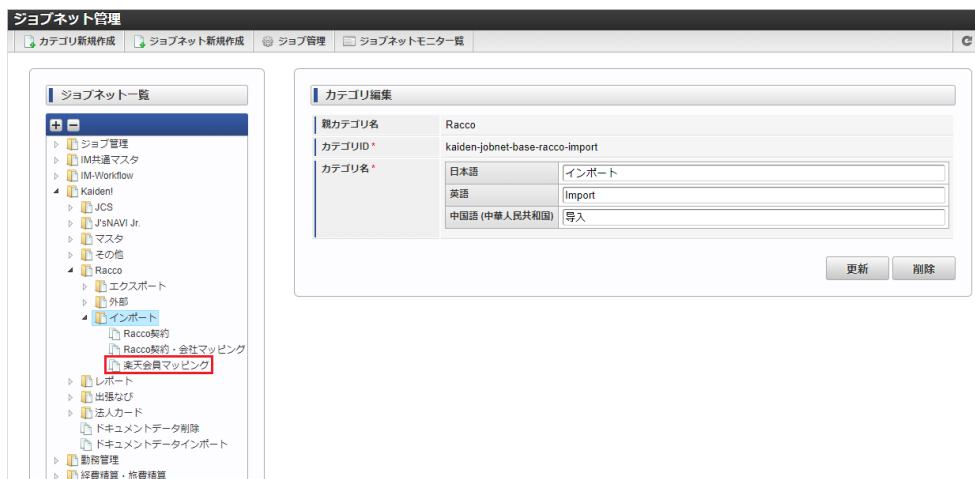 ジョブネット管理
カテゴリ新規作成 ジョブネット新規作成 ジョブ管理 ジョブネットモニタ一覧
ジョブネット一覧
ジョブ管理
IM共通マスタ
IM-Workflow
Kaiden!
JCS
J'sNAVI Jr.
マスタ
その他
Racco
エクスポート
外部
インポート
Racco契約
Racco契約・会社マッピング
楽天会員マッピング
レポート
出張なび
法人カード
ドキュメントデータ削除
ドキュメントデータインポート
勤務管理
経費精算・旅費精算
カテゴリ編集
親カテゴリ名 Racco
カテゴリID * kaiden-jobnet-base-racco-import
カテゴリ名 *
日本語 インポート
英語 Import
中国語 (中華人民共和国) 导入
更新 削除